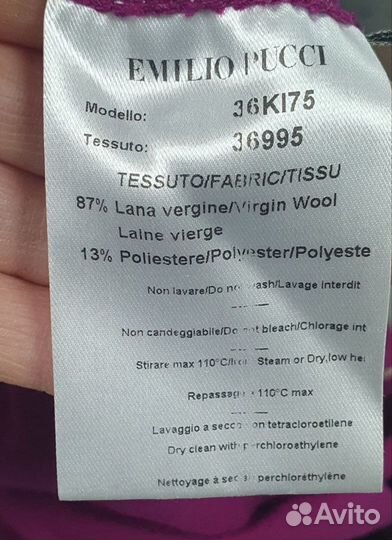 EMILIO PUCCI
Modello: 36KI75
Tessuto: 36995
TESSUTO/FABRIC/TISSU
87% Lana vergine/Virgin Wool
Laine vierge
13% Poliestere/Polyester/Polyeste
Non lavare/Do not wash/Lavage interdit
Non candeggiabile/Do not bleach/Chlorage int
Stirare max 110°C/Iron Steam or Dry,low he
Repassage 110°C max
Lavaggio a secco con tetracloroetilene
Dry clean with perchloroethylene
Nettoyage à sec perchloréthylène
Avito